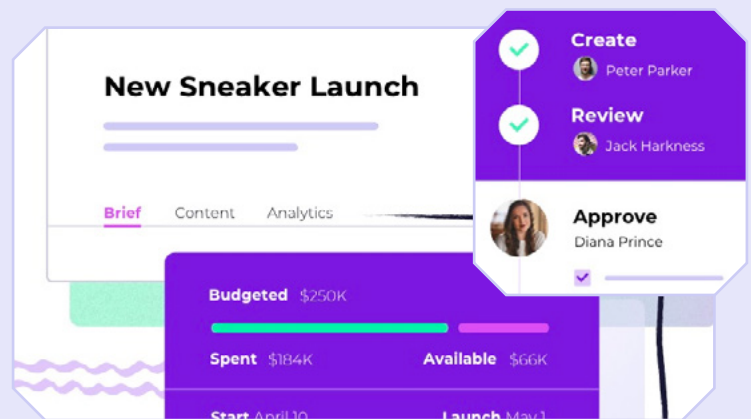 New Sneaker Launch
Brief Content Analytics
Budgeted $250K
Spent $184K Available $66K
Start April 10 Launch May 1
Create
Peter Parker
Review
Jack Harkness
Approve
Diana Prince